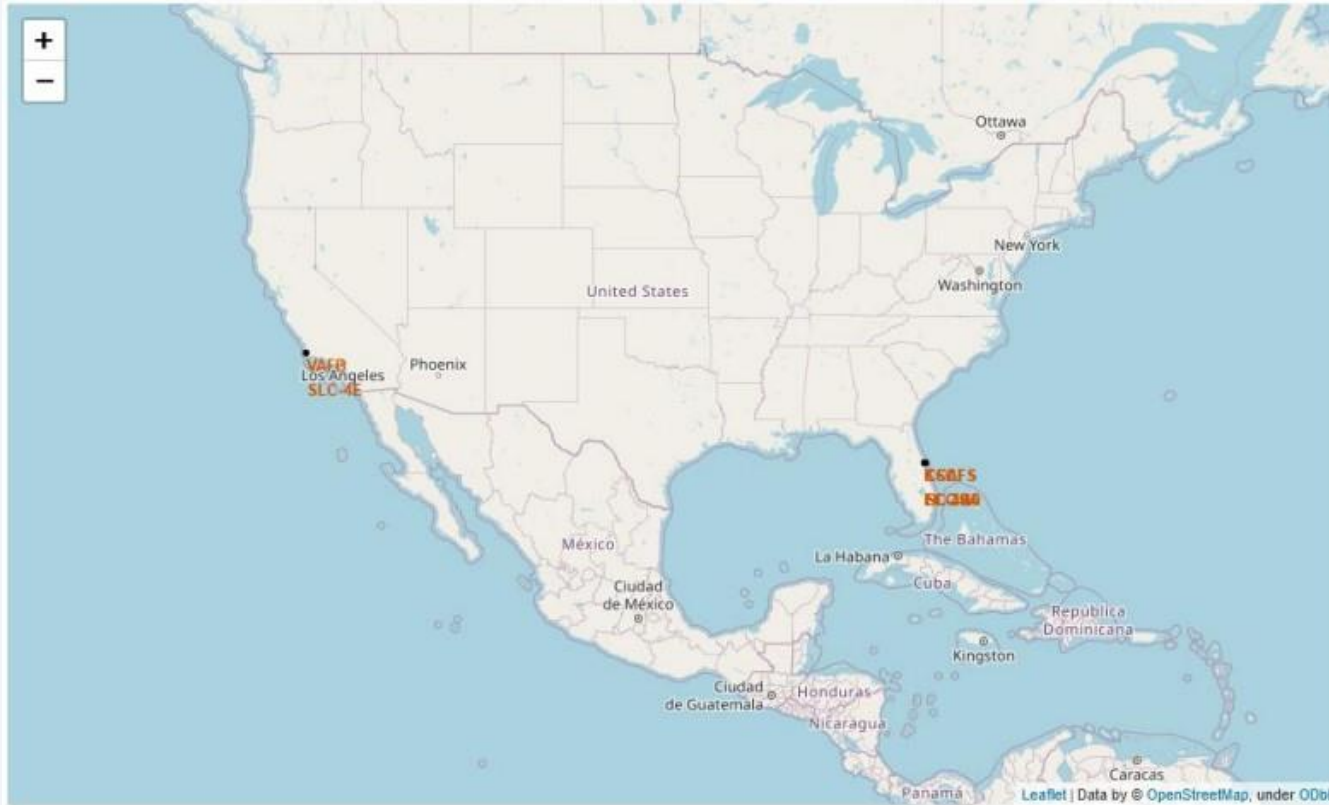 +
−
Ottawa
New York
Washington
United States
Phoenix
VAFB
Los Angeles
SLC-4E
México
La Habana
The Bahamas
Cuba
Ciudad
de México
República
Dominicana
Kingston
Ciudad
de Guatemala
Honduras
Nicaragua
Caracas
Panamá
Leaflet | Data by © OpenStreetMap, under ODbl